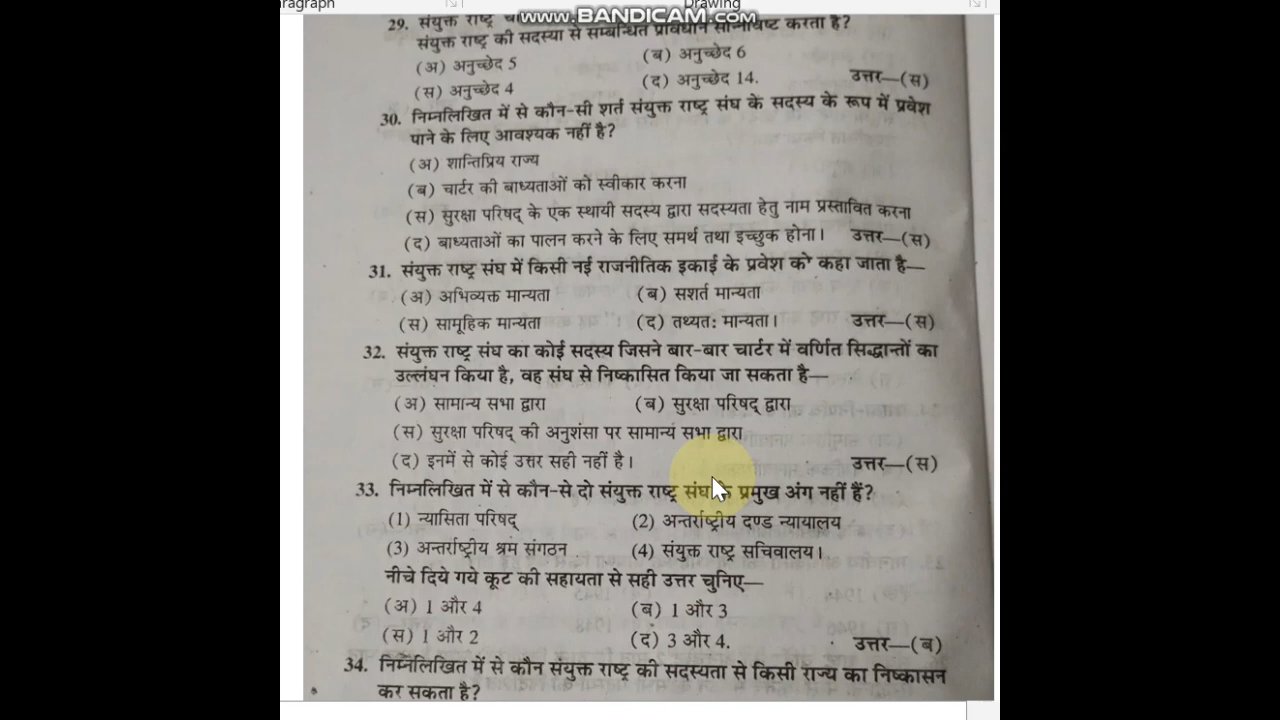 aragraph
Drawing
www.BANDICAM.com
29. संयुक्त राष्ट्र
संयुक्त राष्ट्र की सदस्या से सम्बन्धित प्रावधान करता है?
(अ) अनुच्छेद 5 (ब) अनुच्छेद 6
(स) अनुच्छेद 4 (द) अनुच्छेद 14. उत्तर—(स)
30. निम्नलिखित में से कौन-सी शर्त संयुक्त राष्ट्र संघ के सदस्य के रूप में प्रवेश
पाने के लिए आवश्यक नहीं है?
(अ) शान्तिप्रिय राज्य
(ब) चार्टर की बाध्यताओं को स्वीकार करना
(स) सुरक्षा परिषद् के एक स्थायी सदस्य द्वारा सदस्यता हेतु नाम प्रस्तावित करना
(द) बाध्यताओं का पालन करने के लिए समर्थ तथा इच्छुक होना। उत्तर—(स)
31. संयुक्त राष्ट्र संघ में किसी नई राजनीतिक इकाई के प्रवेश को कहा जाता है—
(अ) अभिव्यक्त मान्यता (ब) सशर्त मान्यता
(स) सामूहिक मान्यता (द) तथ्यत: मान्यता। उत्तर—(स)
32. संयुक्त राष्ट्र संघ का कोई सदस्य जिसने बार-बार चार्टर में वर्णित सिद्धान्तों का
उल्लंघन किया है, वह संघ से निष्कासित किया जा सकता है—
(अ) सामान्य सभा द्वारा (ब) सुरक्षा परिषद् द्वारा
(स) सुरक्षा परिषद् की अनुशंसा पर सामान्य सभा द्वारा
(द) इनमें से कोई उत्तर सही नहीं है। उत्तर—(स)
33. निम्नलिखित में से कौन-से दो संयुक्त राष्ट्र संघ के प्रमुख अंग नहीं हैं?
(1) न्यासिता परिषद् (2) अन्तर्राष्ट्रीय दण्ड न्यायालय
(3) अन्तर्राष्ट्रीय श्रम संगठन (4) संयुक्त राष्ट्र सचिवालय।
नीचे दिये गये कूट की सहायता से सही उत्तर चुनिए—
(अ) 1 और 4 (ब) 1 और 3
(स) 1 और 2 (द) 3 और 4. उत्तर—(ब)
34. निम्नलिखित में से कौन संयुक्त राष्ट्र की सदस्यता से किसी राज्य का निष्कासन
कर सकता है?